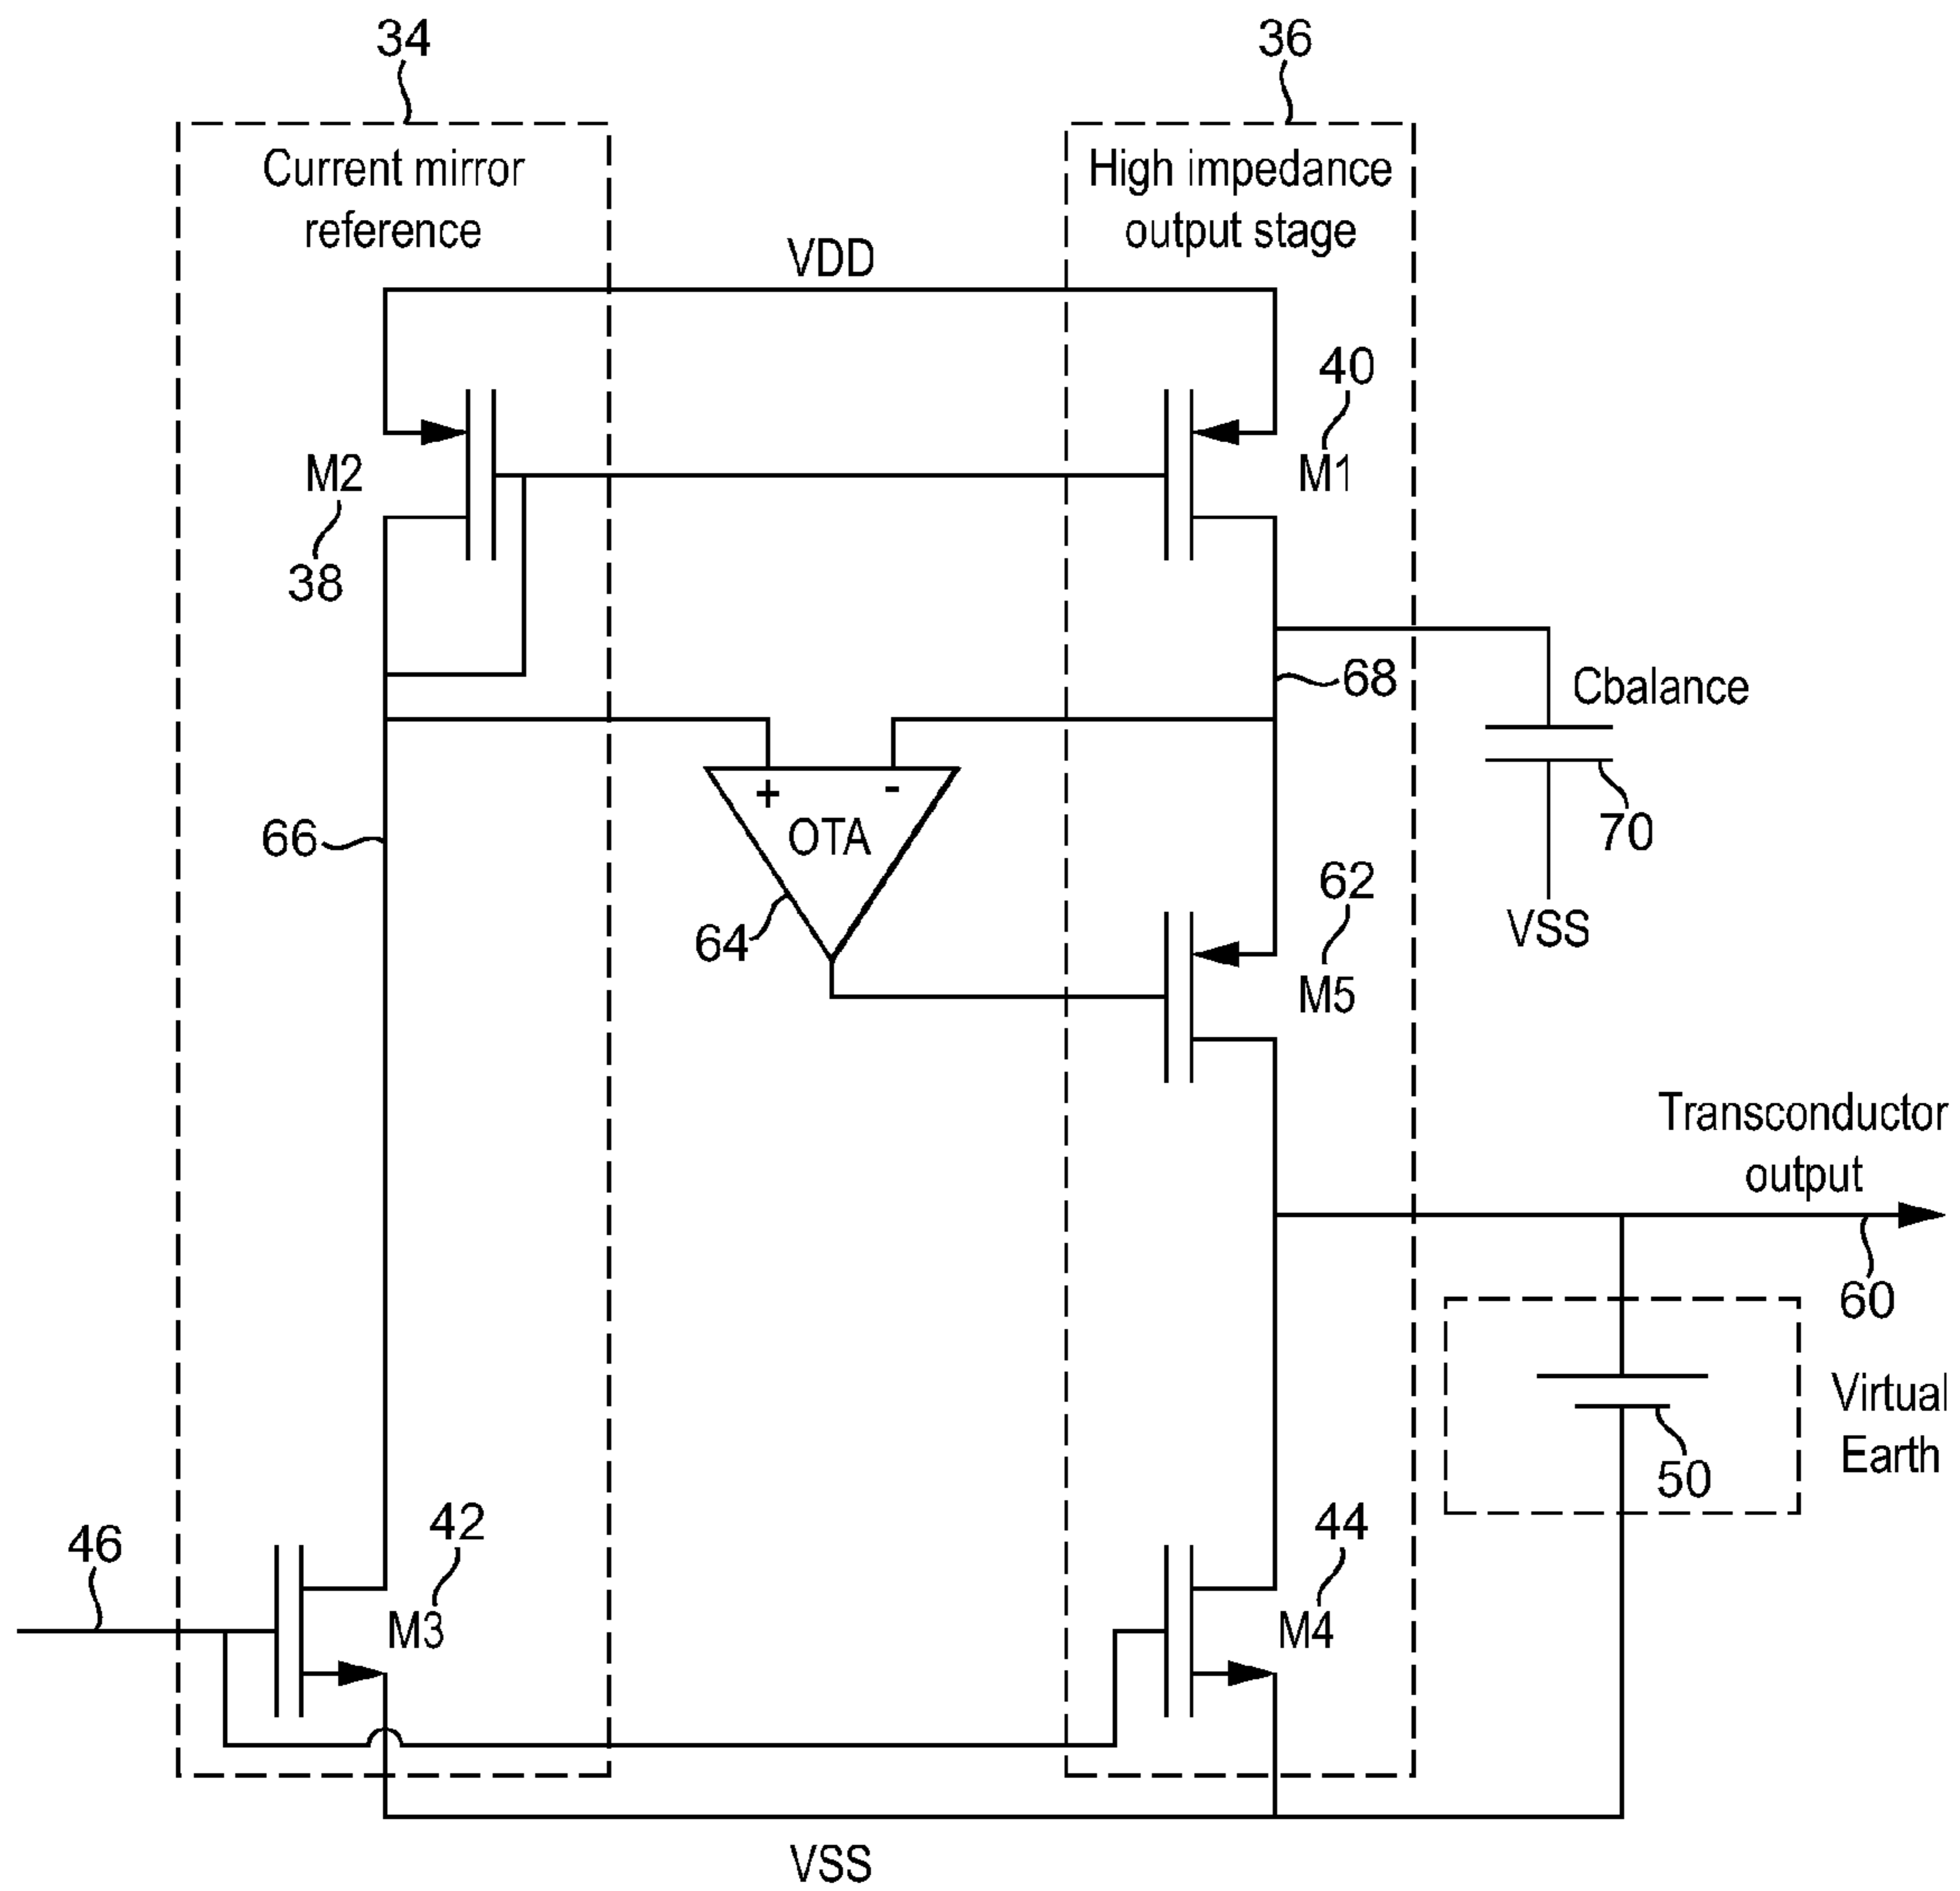 34
36
Current mirror
reference
High impedance
output stage
VDD
40
M2
M1
38
68
Cbalance
+
-
OTA
66
70
62
64
VSS
M5
Transconductor
output
60
Virtual
Earth
50
46
42
44
M3
M4
VSS